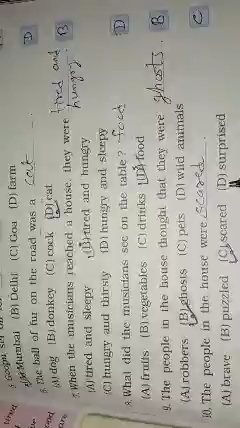 (A) Mumbai (B) Delhi (C) Goa (D) farm
D
6. The ball of fur on the road was a cat
(A) dog (B) donkey (C) cock (D) cat
7. When the musicians reached a house, they were tired and hungry.
B
(A) tired and sleepy (B) tired and hungry
(C) hungry and thirsty (D) hungry and sleepy
8. What did the musicians see on the table? food
D
(A) fruits (B) vegetables (C) drinks (D) food
9. The people in the house thought that they were ghosts.
B
(A) robbers (B) ghosts (C) pets (D) wild animals
10. The people in the house were scared
C
(A) brave (B) puzzled (C) scared (D) surprised